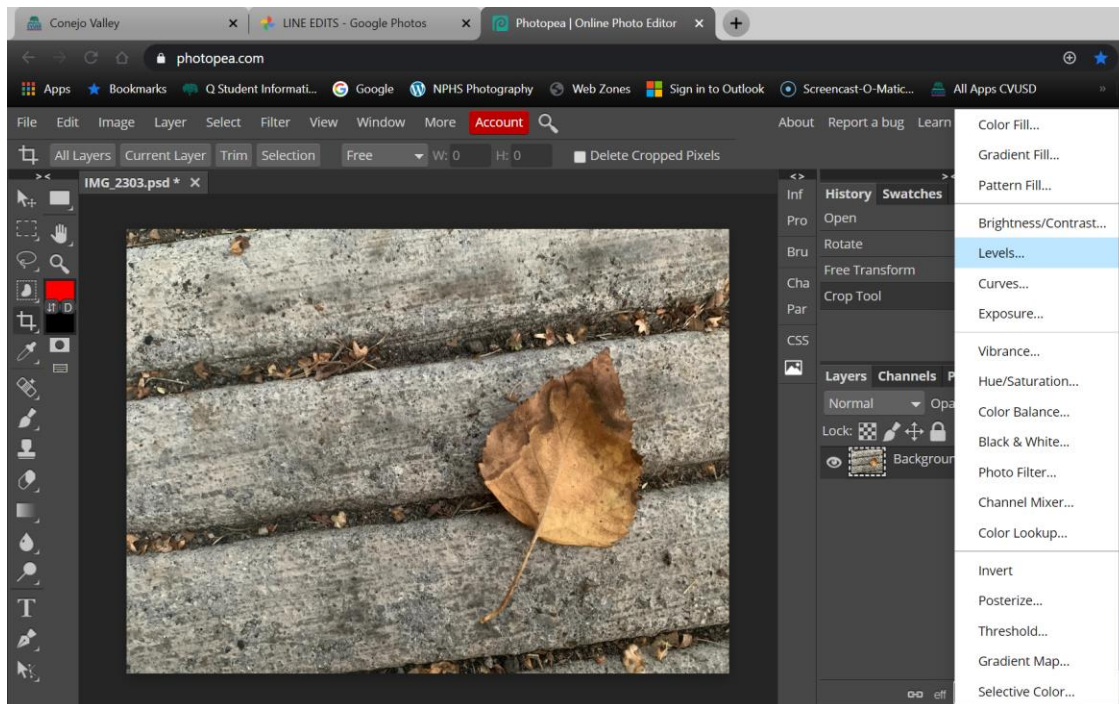 Conejo Valley
LINE EDITS - Google Photos
Photopea | Online Photo Editor
photopea.com
Apps Bookmarks Q Student Informati... Google NPHS Photography Web Zones Sign in to Outlook Screencast-O-Matic... All Apps CVUSD »
File Edit Image Layer Select Filter View Window More Account About Report a bug Learn
All Layers Current Layer Trim Selection Free W: 0 H: 0 Delete Cropped Pixels
IMG_2303.psd *
D
T
Inf
Pro
Bru
Cha
Par
CSS
History Swatches
Open
Rotate
Free Transform
Crop Tool
Layers Channels P
Normal Opa
Lock:
Backgroun
eff
Color Fill...
Gradient Fill...
Pattern Fill...
Brightness/Contrast...
Levels...
Curves...
Exposure...
Vibrance...
Hue/Saturation...
Color Balance...
Black & White...
Photo Filter...
Channel Mixer...
Color Lookup...
Invert
Posterize...
Threshold...
Gradient Map...
Selective Color...